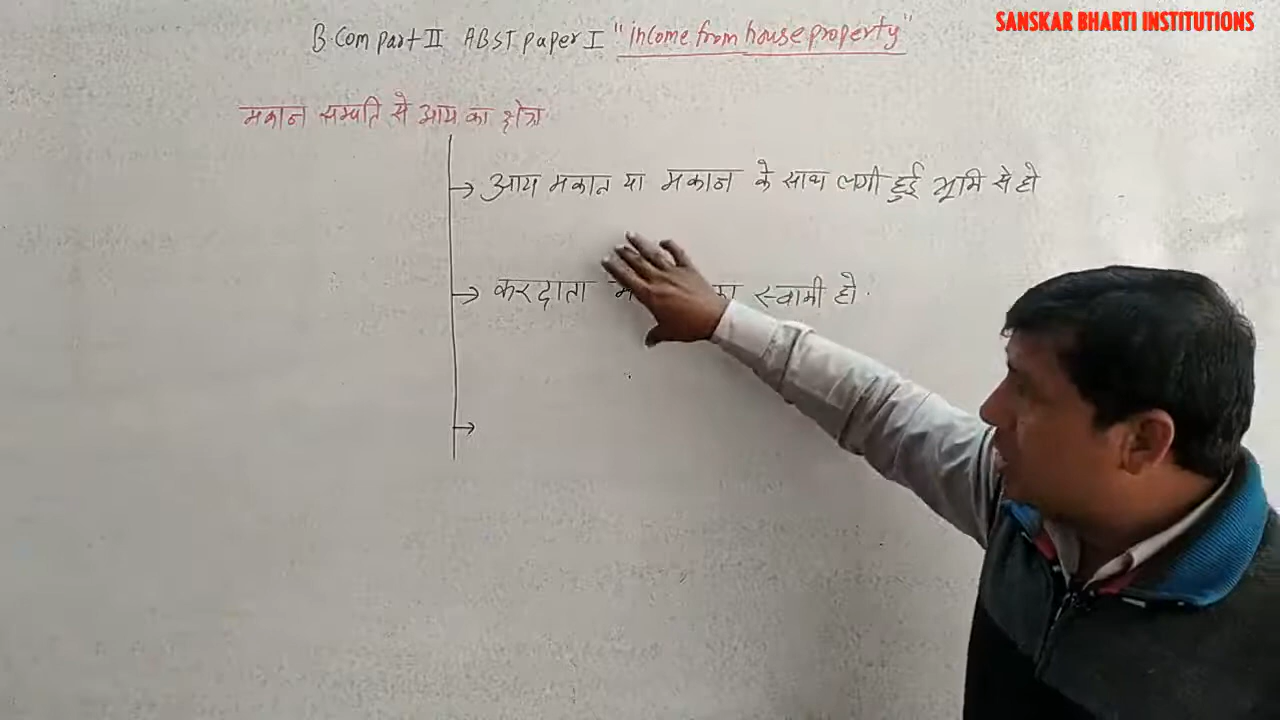 SANSKAR BHARTI INSTITUTIONS
B.Com part II ABST paper I "income from house property"
मकान सम्पति से आय का क्षेत्र
आय मकान या मकान के साथ लगी हुई भूमि से हो
करदाता का स्वामी हो.